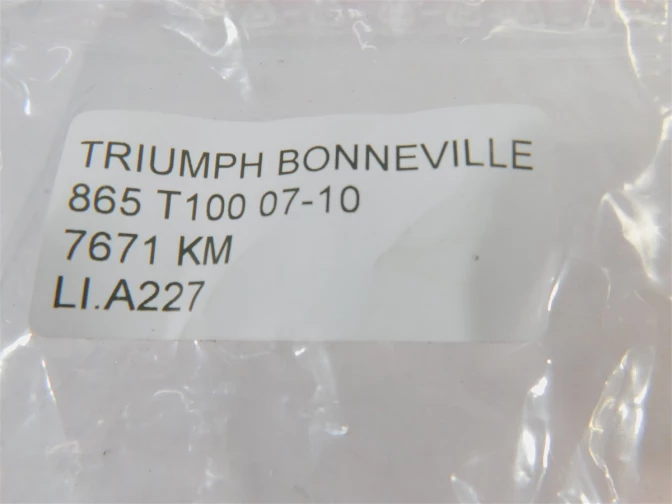 TRIUMPH BONNEVILLE
865 T100 07-10
7671 KM
LI.A227